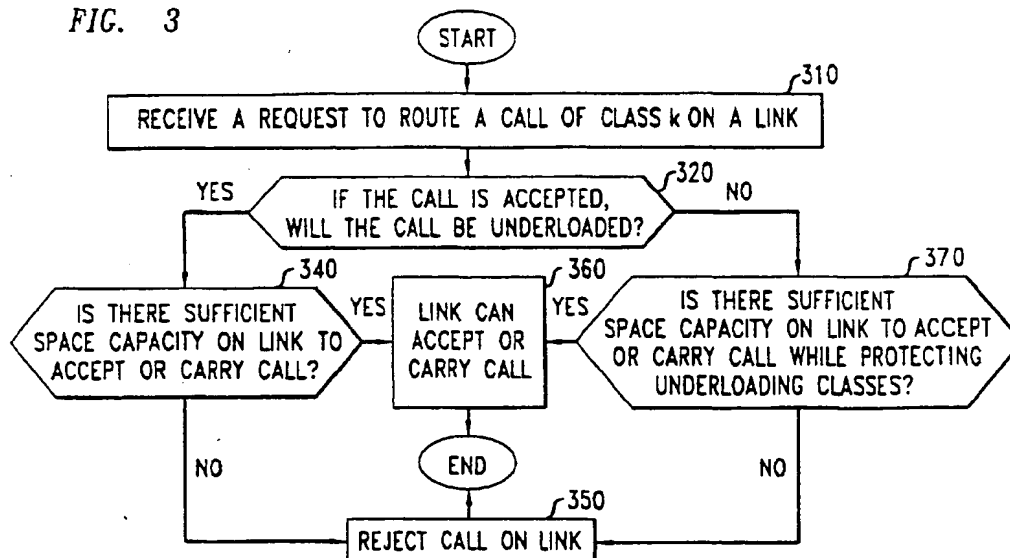 FIG. 3
START
310
RECEIVE A REQUEST TO ROUTE A CALL OF CLASS k ON A LINK
320
YES
IF THE CALL IS ACCEPTED,
WILL THE CALL BE UNDERLOADED?
NO
340
IS THERE SUFFICIENT
SPACE CAPACITY ON LINK TO
ACCEPT OR CARRY CALL?
YES
360
LINK CAN
ACCEPT OR
CARRY CALL
YES
370
IS THERE SUFFICIENT
SPACE CAPACITY ON LINK TO ACCEPT
OR CARRY CALL WHILE PROTECTING
UNDERLOADING CLASSES?
NO
END
NO
350
REJECT CALL ON LINK